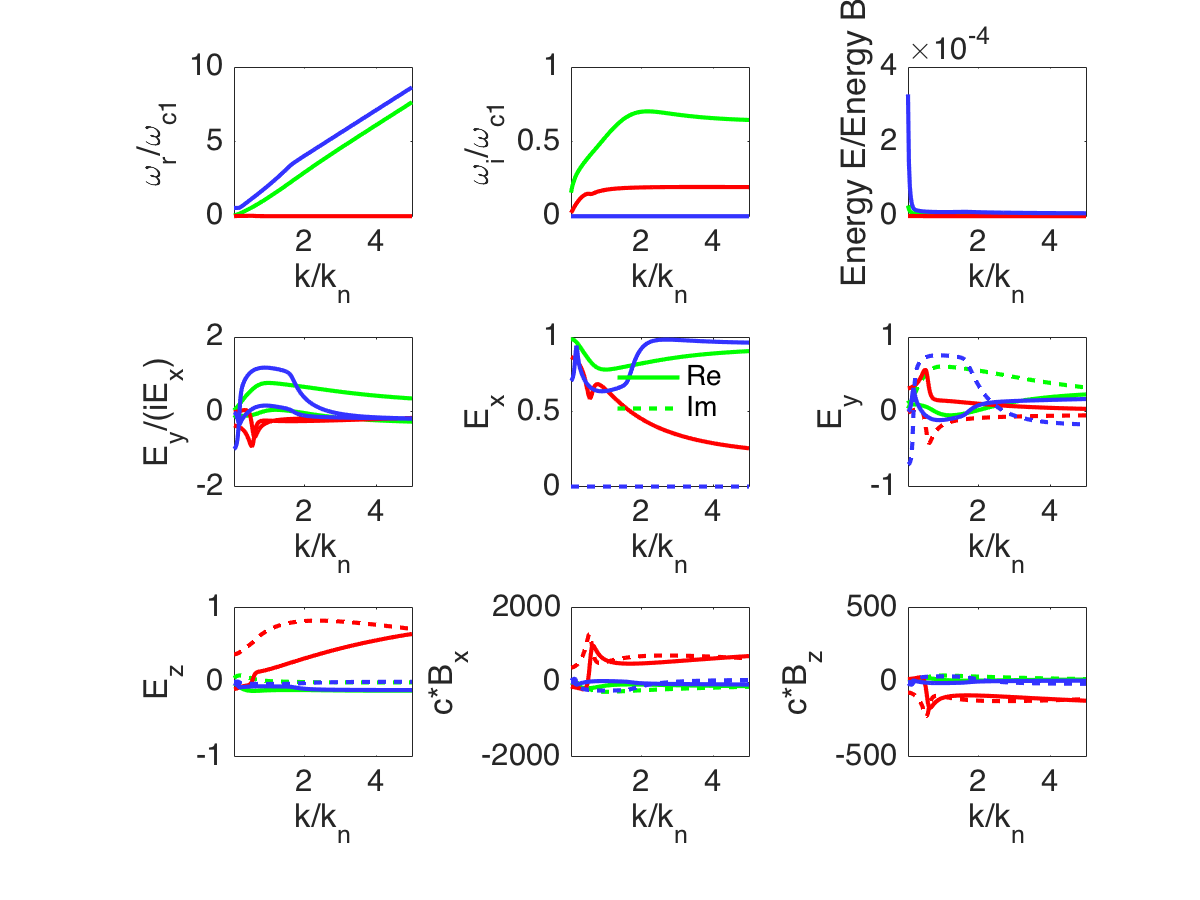 10
5
0
ω_r/ω_c1
2 4
k/k_n
1
0.5
0
ω_i/ω_c1
2 4
k/k_n
×10^-4
4
2
0
Energy E/Energy B
2 4
k/k_n
2
0
-2
E_y/(iE_x)
2 4
k/k_n
1
0.5
0
E_x
Re
Im
2 4
k/k_n
1
0
-1
E_y
2 4
k/k_n
1
0
-1
E_z
2 4
k/k_n
2000
0
-2000
c*B_x
2 4
k/k_n
500
0
-500
c*B_z
2 4
k/k_n